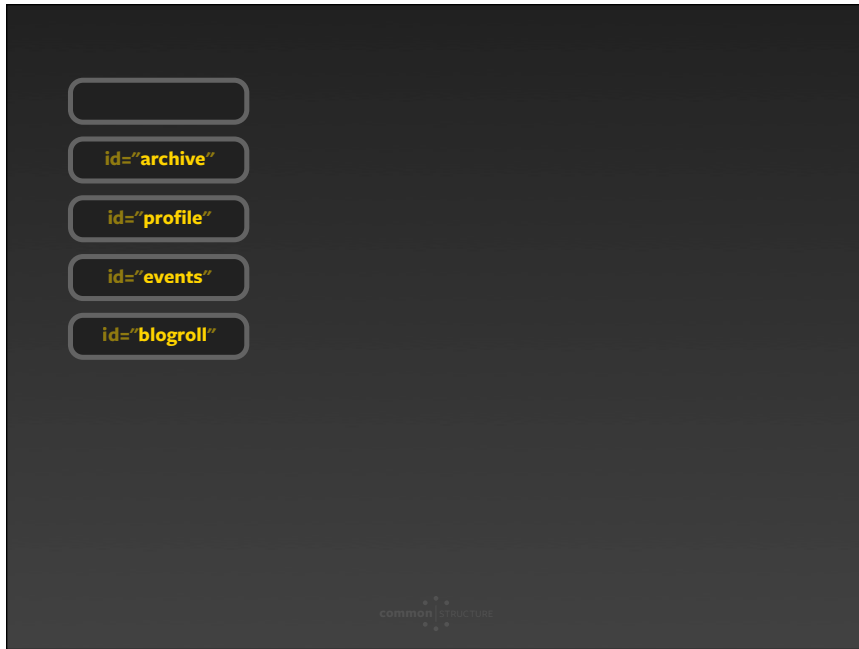 id=”archive”
id=”profile”
id=”events”
id=”blogroll”
common STRUCTURE